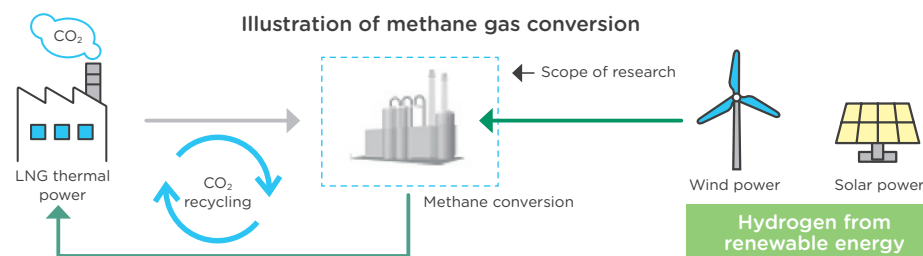 Illustration of methane gas conversion
CO₂
Scope of research
LNG thermal
power
CO₂
recycling
Methane conversion
Wind power
Solar power
Hydrogen from
renewable energy